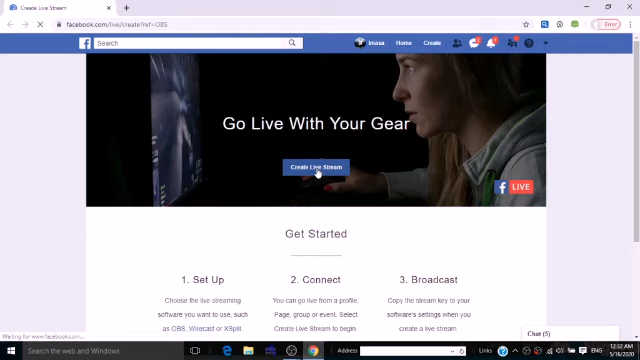 Create Live Stream
facebook.com/live/create?ref=OBS
Error
Search
Imasa Home Create
Go Live With Your Gear
Create Live Stream
LIVE
Get Started
1. Set Up
Choose the live streaming
software you want to use, such
as OBS, Wirecast or XSplit
2. Connect
You can go live from a profile,
Page, group or event. Select
Create Live Stream to begin.
3. Broadcast
Copy the stream key to your
software's settings when you
create a live stream
Waiting for www.facebook.com...
Chat (5)
Search the web and Windows
Address
Links
ENG
12:32 AM
5/16/2020